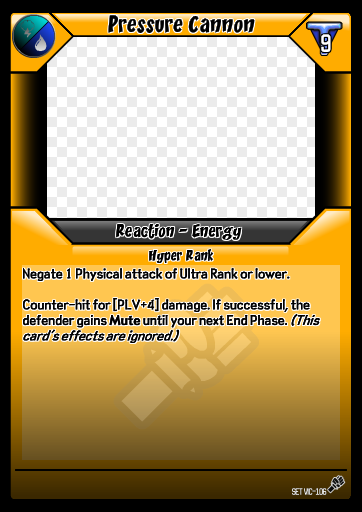 Pressure Cannon
9
Reaction - Energy
Hyper Rank
Negate 1 Physical attack of Ultra Rank or lower.
Counter-hit for [PLV+4] damage. If successful, the
defender gains Mute until your next End Phase. (This
card's effects are ignored.)
SET VIC-106